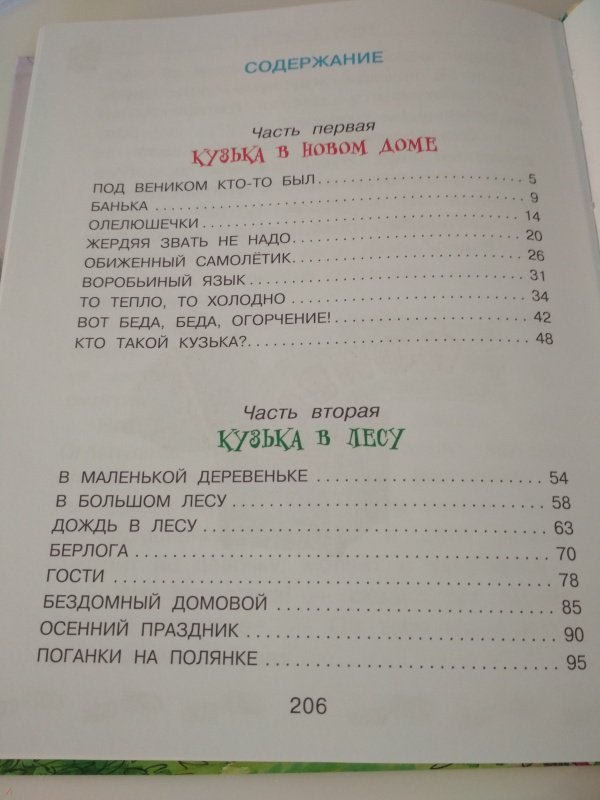 СОДЕРЖАНИЕ
Часть первая
КУЗЬКА В НОВОМ ДОМЕ
ПОД ВЕНИКОМ КТО-ТО БЫЛ . . . . . . . . . . . . . . . . . . . . . . 5
БАНЬКА . . . . . . . . . . . . . . . . . . . . . . . . . . . . . . . . . . . . . . . 9
ОЛЕЛЮШЕЧКИ . . . . . . . . . . . . . . . . . . . . . . . . . . . . . . . . 14
ЖЕРДЯЯ ЗВАТЬ НЕ НАДО . . . . . . . . . . . . . . . . . . . . . . . 20
ОБИЖЕННЫЙ САМОЛЁТИК . . . . . . . . . . . . . . . . . . . . . . . 26
ВОРОБЬИНЫЙ ЯЗЫК . . . . . . . . . . . . . . . . . . . . . . . . . . . . 31
ТО ТЕПЛО, ТО ХОЛОДНО . . . . . . . . . . . . . . . . . . . . . . . . 34
ВОТ БЕДА, БЕДА, ОГОРЧЕНИЕ! . . . . . . . . . . . . . . . . . . . 42
КТО ТАКОЙ КУЗЬКА? . . . . . . . . . . . . . . . . . . . . . . . . . . . . 48
Часть вторая
КУЗЬКА В ЛЕСУ
В МАЛЕНЬКОЙ ДЕРЕВЕНЬКЕ . . . . . . . . . . . . . . . . . . . . . 54
В БОЛЬШОМ ЛЕСУ . . . . . . . . . . . . . . . . . . . . . . . . . . . . . 58
ДОЖДЬ В ЛЕСУ . . . . . . . . . . . . . . . . . . . . . . . . . . . . . . . 63
БЕРЛОГА . . . . . . . . . . . . . . . . . . . . . . . . . . . . . . . . . . . . . 70
ГОСТИ . . . . . . . . . . . . . . . . . . . . . . . . . . . . . . . . . . . . . . . 78
БЕЗДОМНЫЙ ДОМОВОЙ . . . . . . . . . . . . . . . . . . . . . . . . . 85
ОСЕННИЙ ПРАЗДНИК . . . . . . . . . . . . . . . . . . . . . . . . . . . 90
ПОГАНКИ НА ПОЛЯНКЕ . . . . . . . . . . . . . . . . . . . . . . . . . . 95
206